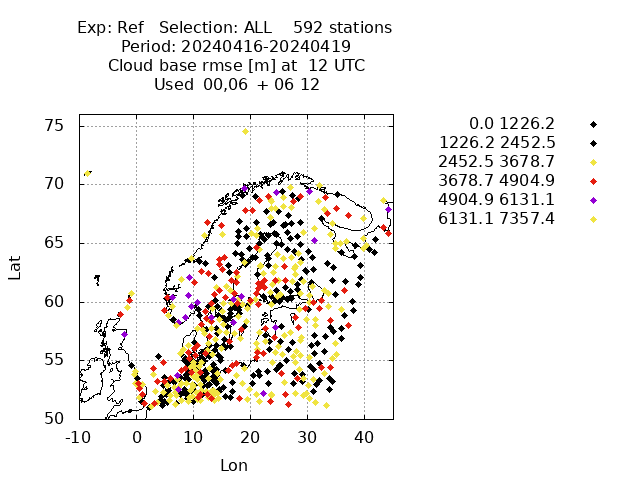 Exp: Ref Selection: ALL 592 stations
Period: 20240416-20240419
Cloud base rmse [m] at 12 UTC
Used 00,06 + 06 12
0.0 1226.2
1226.2 2452.5
2452.5 3678.7
3678.7 4904.9
4904.9 6131.1
6131.1 7357.4
75
70
65
60
55
50
Lat
-10 0 10 20 30 40
Lon